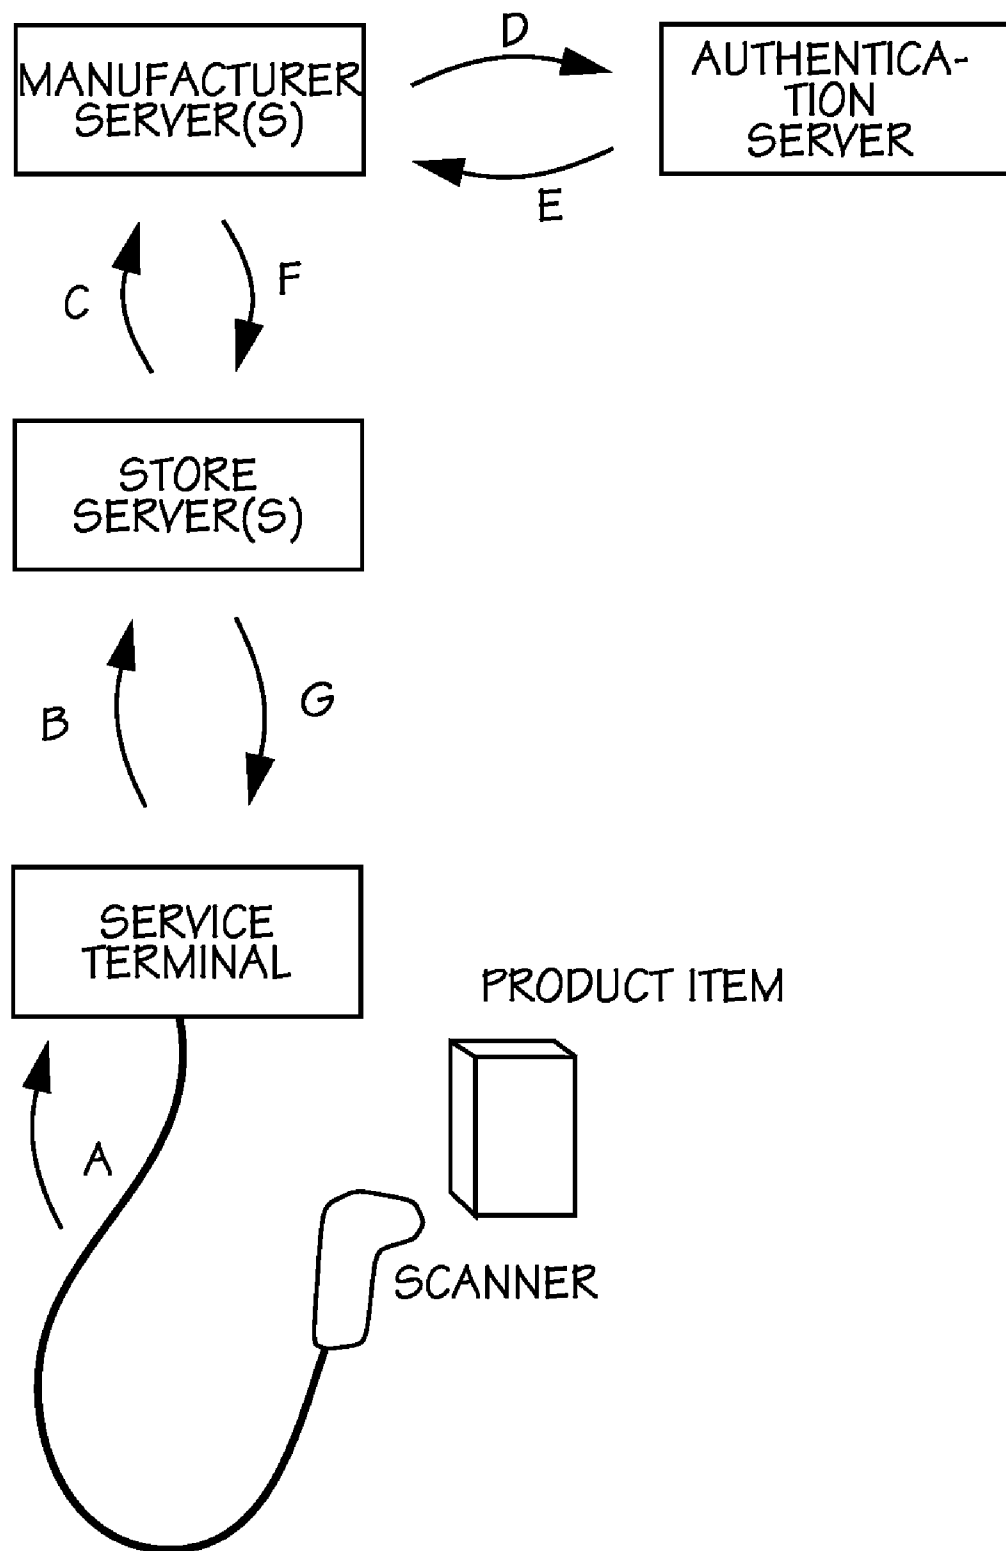 D
MANUFACTURER
SERVER(S)
AUTHENTICA-
TION
SERVER
E
C
F
STORE
SERVER(S)
B
G
SERVICE
TERMINAL
PRODUCT ITEM
A
SCANNER